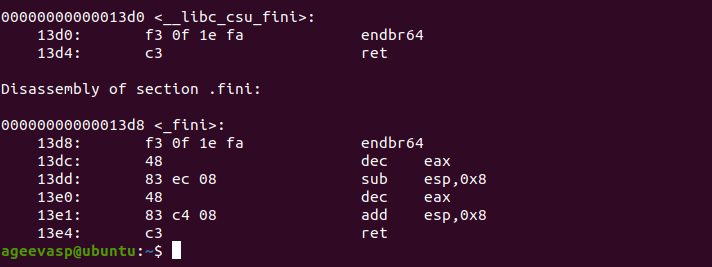 00000000000013d0 <__libc_csu_fini>:
    13d0:       f3 0f 1e fa             endbr64
    13d4:       c3                      ret

Disassembly of section .fini:

00000000000013d8 <_fini>:
    13d8:       f3 0f 1e fa             endbr64
    13dc:       48                      dec    eax
    13dd:       83 ec 08                sub    esp,0x8
    13e0:       48                      dec    eax
    13e1:       83 c4 08                add    esp,0x8
    13e4:       c3                      ret
ageevasp@ubuntu:~$